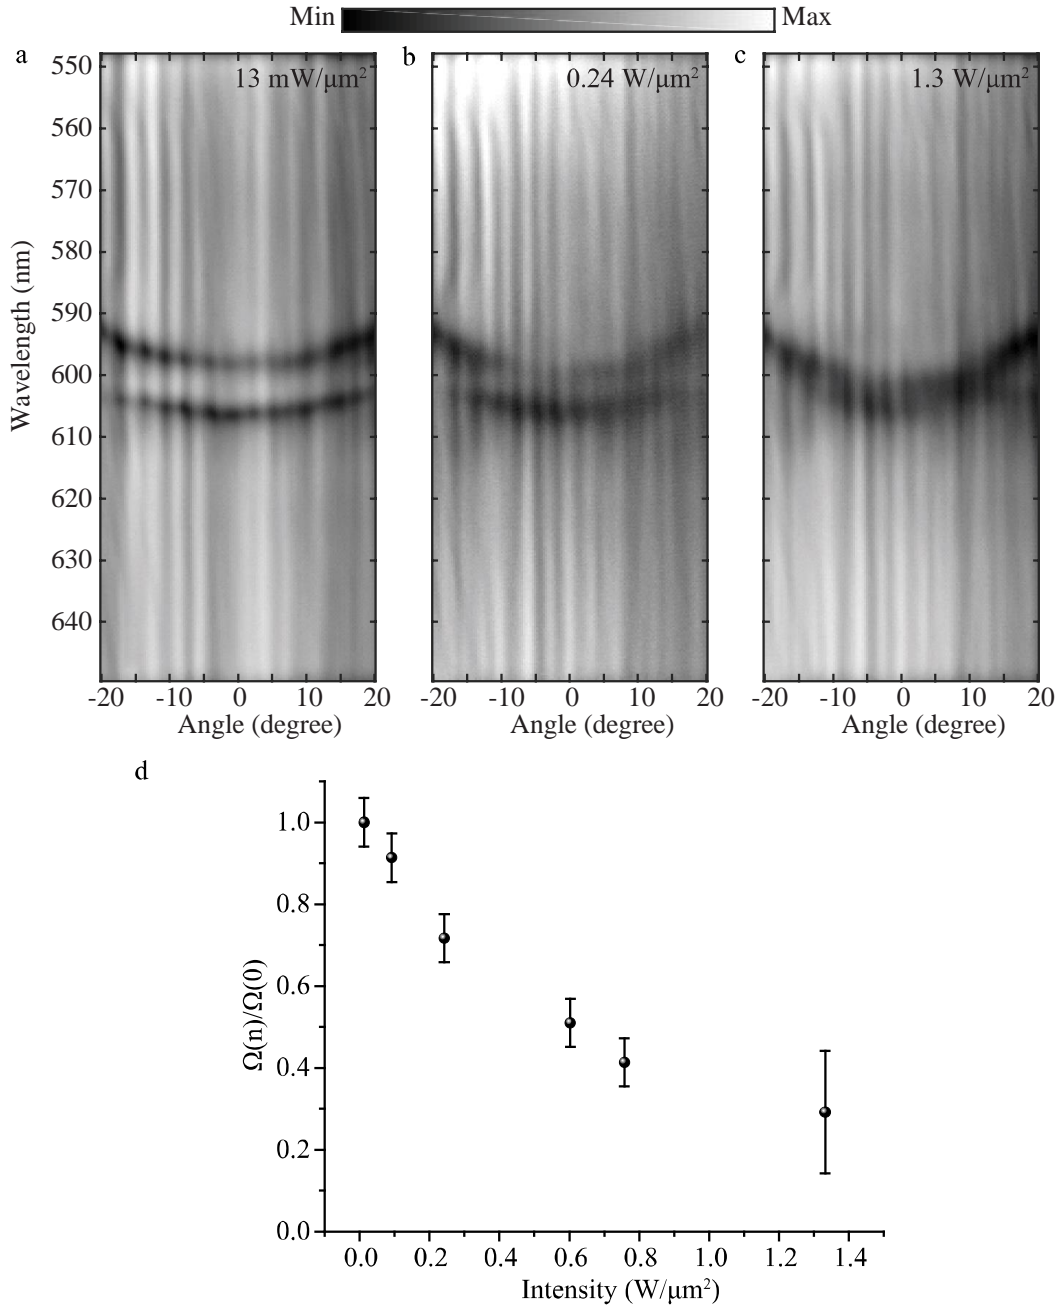 Min Max
a b c
13 mW/μm² 0.24 W/μm² 1.3 W/μm²
550
560
570
580
590
600
610
620
630
640
Wavelength (nm)
-20 -10 0 10 20 -20 -10 0 10 20 -20 -10 0 10 20
Angle (degree) Angle (degree) Angle (degree)
d
1.0
0.8
0.6
0.4
0.2
0.0
Ω(n)/Ω(0)
0.0 0.2 0.4 0.6 0.8 1.0 1.2 1.4
Intensity (W/μm²)